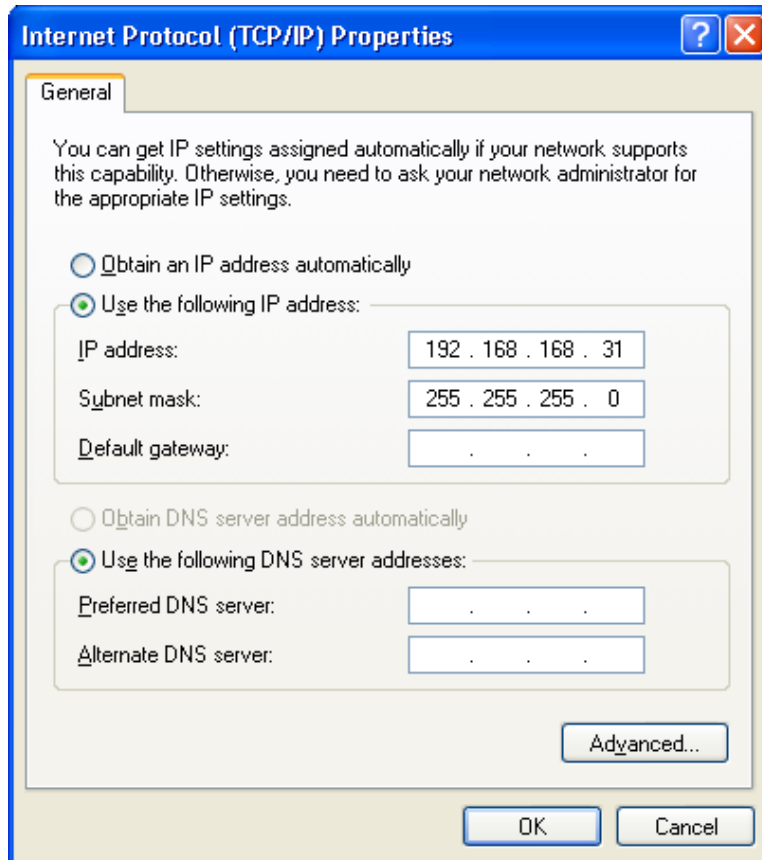 Internet Protocol (TCP/IP) Properties
General
You can get IP settings assigned automatically if your network supports
this capability. Otherwise, you need to ask your network administrator for
the appropriate IP settings.
Obtain an IP address automatically
Use the following IP address:
IP address: 192 . 168 . 168 . 31
Subnet mask: 255 . 255 . 255 . 0
Default gateway: . . .
Obtain DNS server address automatically
Use the following DNS server addresses:
Preferred DNS server: . . .
Alternate DNS server: . . .
Advanced...
OK Cancel